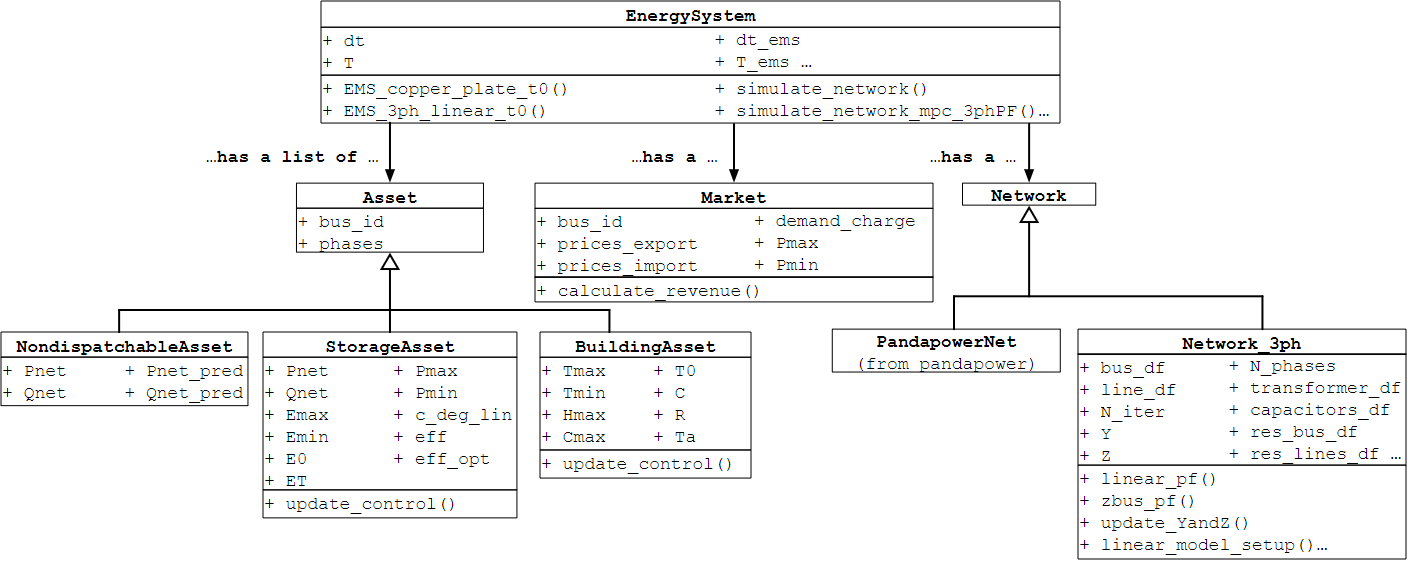 EnergySystem
+ dt + dt_ems
+ T + T_ems …
+ EMS_copper_plate_t0() + simulate_network()
+ EMS_3ph_linear_t0() + simulate_network_mpc_3phPF()…
…has a list of … …has a … …has a …
Asset
+ bus_id
+ phases
Market
+ bus_id + demand_charge
+ prices_export + Pmax
+ prices_import + Pmin
+ calculate_revenue()
Network
NondispatchableAsset
+ Pnet + Pnet_pred
+ Qnet + Qnet_pred
StorageAsset
+ Pnet + Pmax
+ Qnet + Pmin
+ Emax + c_deg_lin
+ Emin + eff
+ E0 + eff_opt
+ ET
+ update_control()
BuildingAsset
+ Tmax + T0
+ Tmin + C
+ Hmax + R
+ Cmax + Ta
+ update_control()
PandapowerNet
(from pandapower)
Network_3ph
+ bus_df + N_phases
+ line_df + transformer_df
+ N_iter + capacitors_df
+ Y + res_bus_df
+ Z + res_lines_df …
+ linear_pf()
+ zbus_pf()
+ update_YandZ()
+ linear_model_setup()…